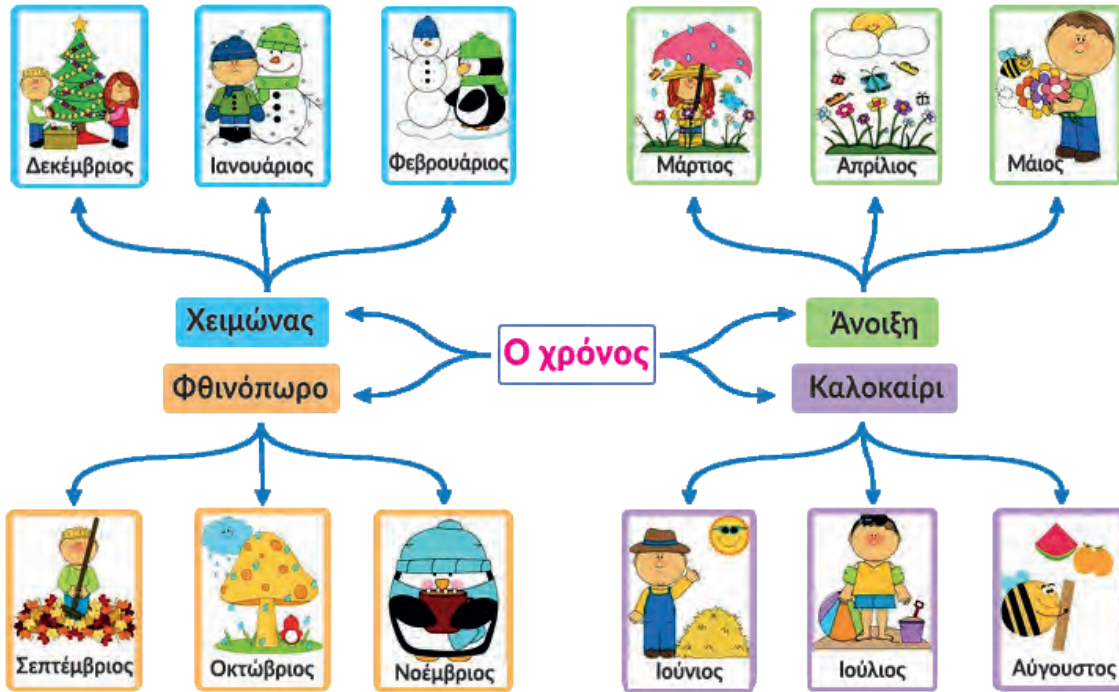 Δεκέμβριος
Ιανουάριος
Φεβρουάριος
Μάρτιος
Απρίλιος
Μάιος
Χειμώνας
Άνοιξη
Ο χρόνος
Φθινόπωρο
Καλοκαίρι
Σεπτέμβριος
Οκτώβριος
Νοέμβριος
Ιούνιος
Ιούλιος
Αύγουστος